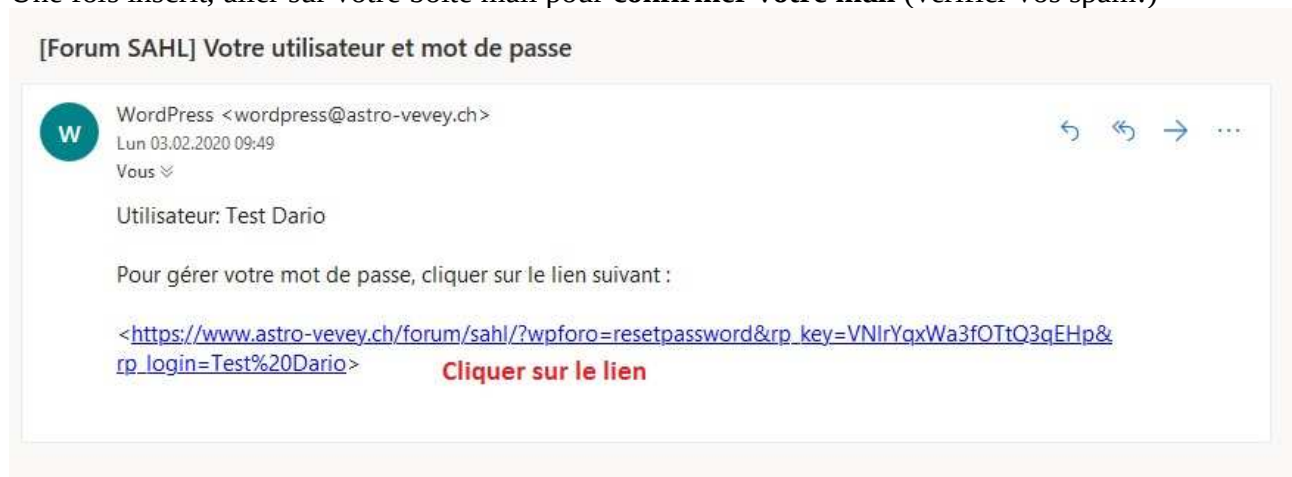 Une fois inscrit, aller sur votre boîte mail pour confirmer votre mail (vérifier vos spam!)
[Forum SAHL] Votre utilisateur et mot de passe
W
WordPress <wordpress@astro-vevey.ch>
Lun 03.02.2020 09:49
Vous
Utilisateur: Test Dario
Pour gérer votre mot de passe, cliquer sur le lien suivant :
<https://www.astro-vevey.ch/forum/sahl/?wpforo=resetpassword&rp_key=VNIrYqxWa3fOTtQ3qEHp&
rp_login=Test%20Dario>
Cliquer sur le lien